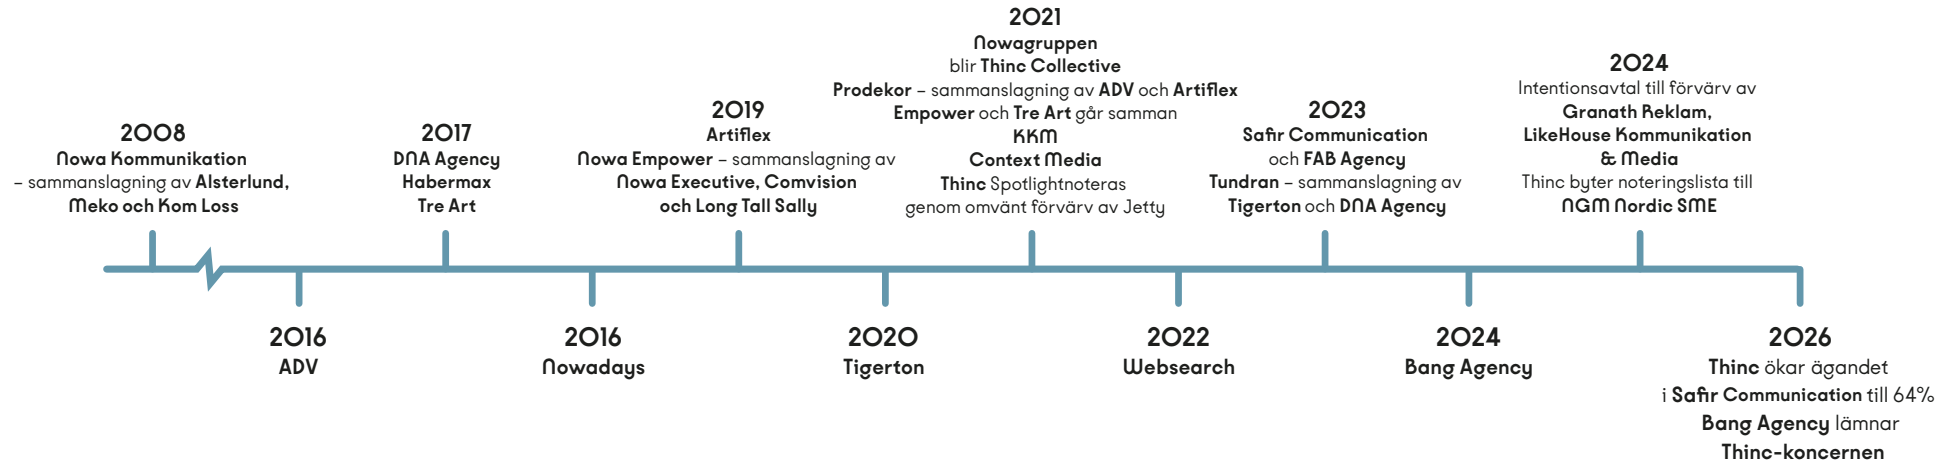 2008
Nowa Kommunikation
– sammanslagning av Alsterlund,
Meko och Kom Loss
2016
ADV
2017
DNA Agency
Habermax
Tre Art
2016
Nowadays
2019
Artiflex
Nowa Empower – sammanslagning av
Nowa Executive, Comvision
och Long Tall Sally
2020
Tigerton
2021
Nowagruppen
blir Thinc Collective
Prodekor – sammanslagning av ADV och Artiflex
Empower och Tre Art går samman
KKM
Context Media
Thinc Spotlightnoteras
genom omvänt förvärv av Jetty
2022
Websearch
2023
Safir Communication
och FAB Agency
Tundran – sammanslagning av
Tigerton och DNA Agency
2024
Bang Agency
2024
Intentionsavtal till förvärv av
Granath Reklam,
LikeHouse Kommunikation
& Media
Thinc byter noteringslista till
NGM Nordic SME
2026
Thinc ökar ägandet
i Safir Communication till 64%
Bang Agency lämnar
Thinc-koncernen